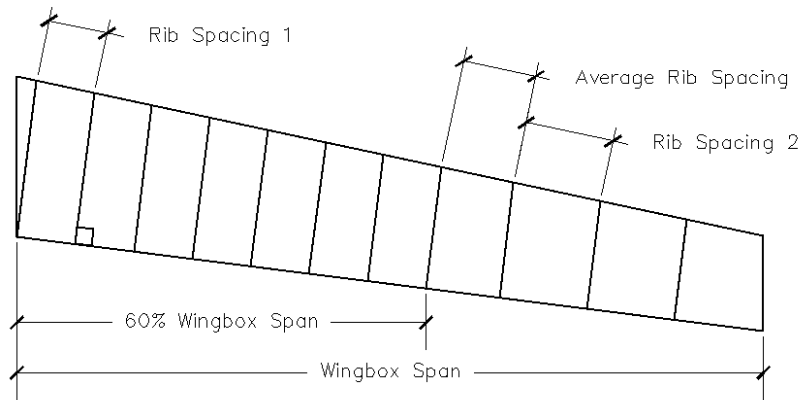 Rib Spacing 1
Average Rib Spacing
Rib Spacing 2
60% Wingbox Span
Wingbox Span